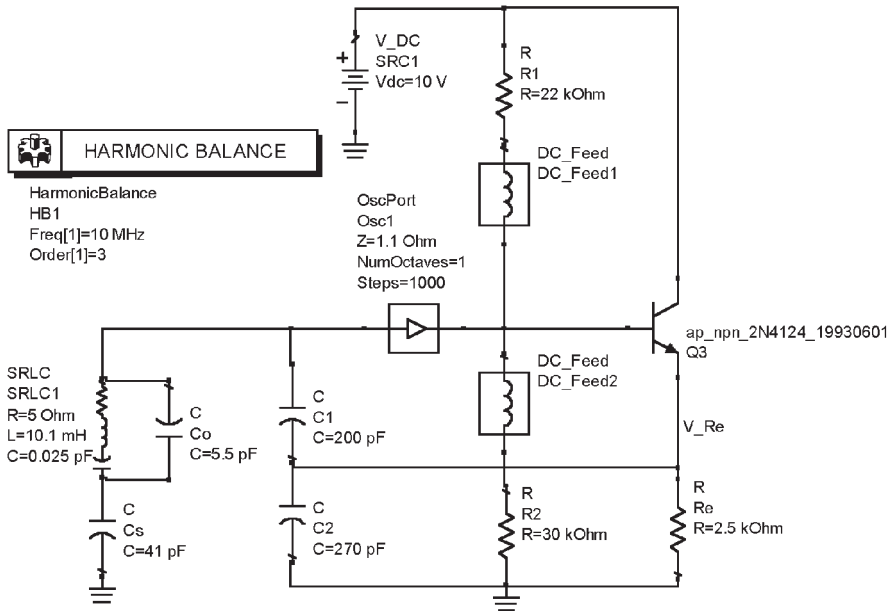 V_DC
SRC1
Vdc=10 V
+
−
R
R1
R=22 kOhm
HARMONIC BALANCE
HarmonicBalance
HB1
Freq[1]=10 MHz
Order[1]=3
DC_Feed
DC_Feed1
OscPort
Osc1
Z=1.1 Ohm
NumOctaves=1
Steps=1000
ap_npn_2N4124_19930601
Q3
SRLC
SRLC1
R=5 Ohm
L=10.1 mH
C=0.025 pF
C
Co
C=5.5 pF
C
C1
C=200 pF
DC_Feed
DC_Feed2
V_Re
C
Cs
C=41 pF
C
C2
C=270 pF
R
R2
R=30 kOhm
R
Re
R=2.5 kOhm